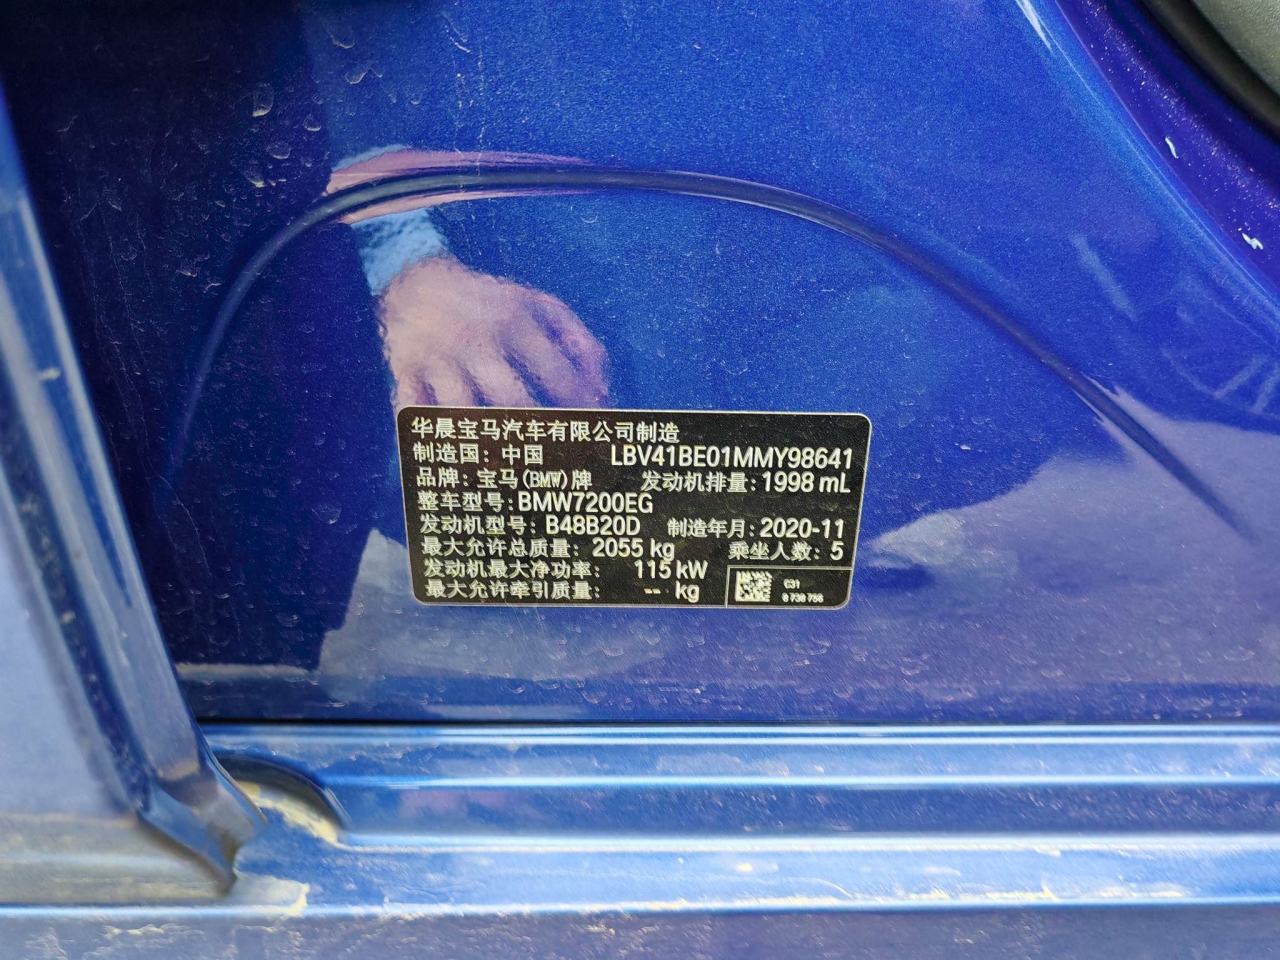 华晨宝马汽车有限公司制造
制造国：中国 LBV41BE01MMY98641
品牌：宝马(BMW)牌 发动机排量：1998 mL
整车型号：BMW7200EG
发动机型号：B48B20D 制造年月：2020-11
最大允许总质量：2055 kg 乘坐人数：5
发动机最大净功率：115 kW
最大允许牵引质量：-- kg
C31
8 738 756